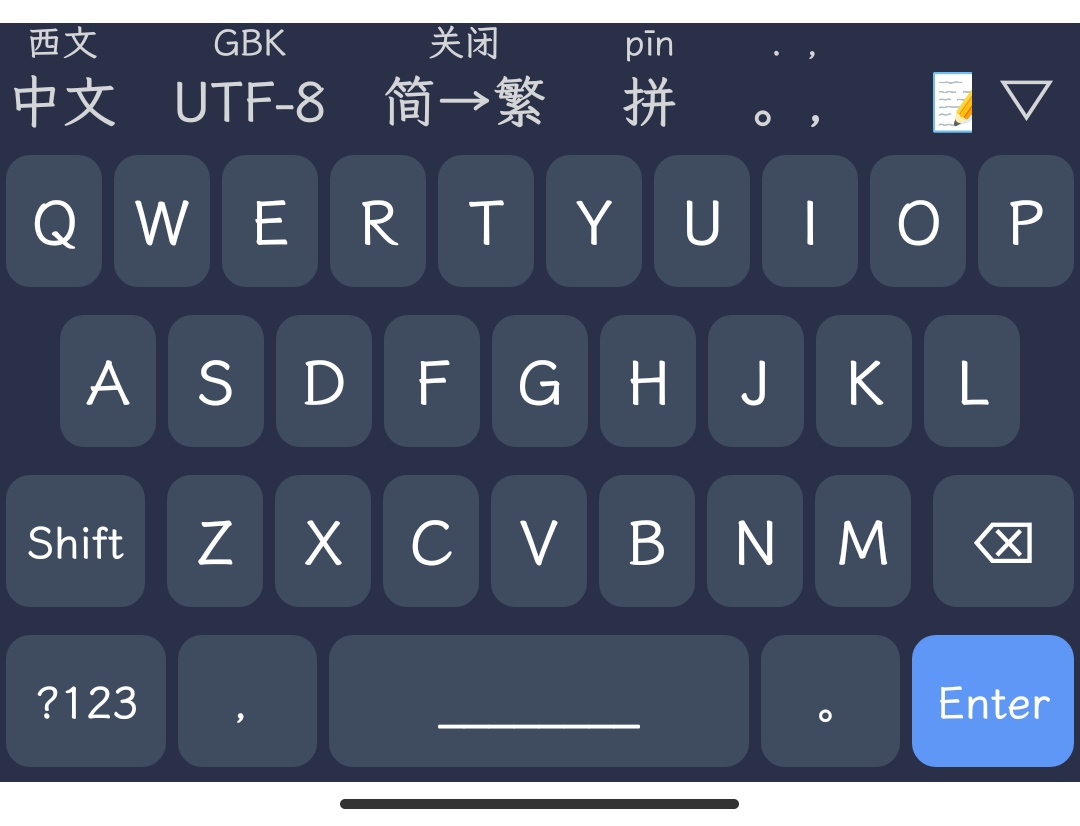 西文 GBK 关闭 pīn . ,
中文 UTF-8 简→繁 拼 。,
Q W E R T Y U I O P
A S D F G H J K L
Shift Z X C V B N M
?123 , 。 Enter